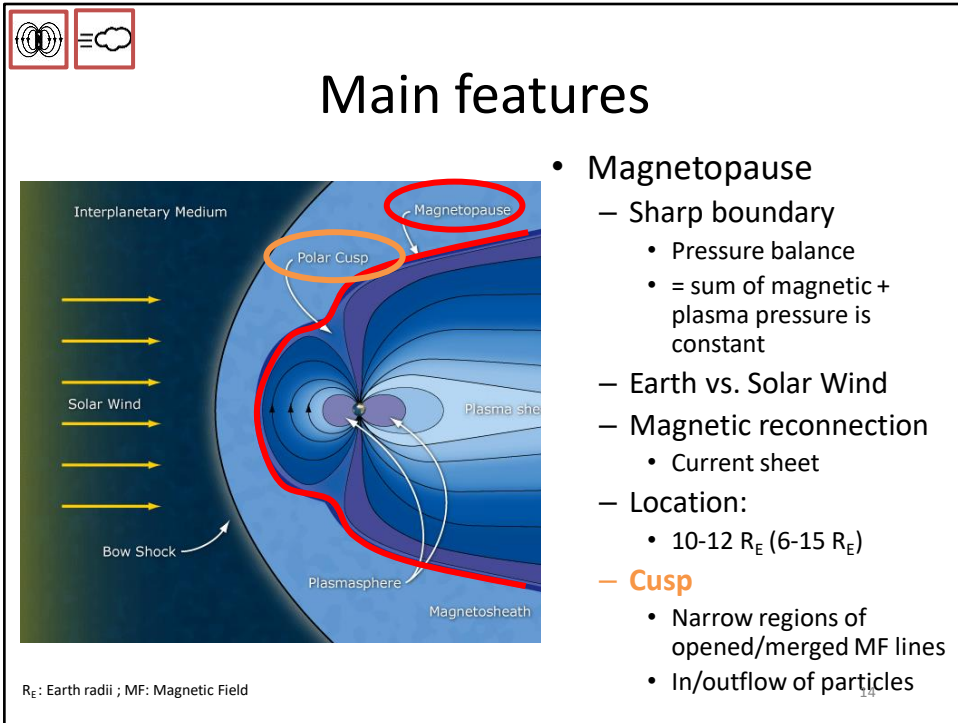 Main features
Interplanetary Medium
Magnetopause
Polar Cusp
Solar Wind
Plasma she
Bow Shock
Plasmasphere
Magnetosheath
• Magnetopause
– Sharp boundary
• Pressure balance
• = sum of magnetic +
plasma pressure is
constant
– Earth vs. Solar Wind
– Magnetic reconnection
• Current sheet
– Location:
• 10-12 RE (6-15 RE)
– Cusp
• Narrow regions of
opened/merged MF lines
• In/outflow of particles
RE: Earth radii ; MF: Magnetic Field
14